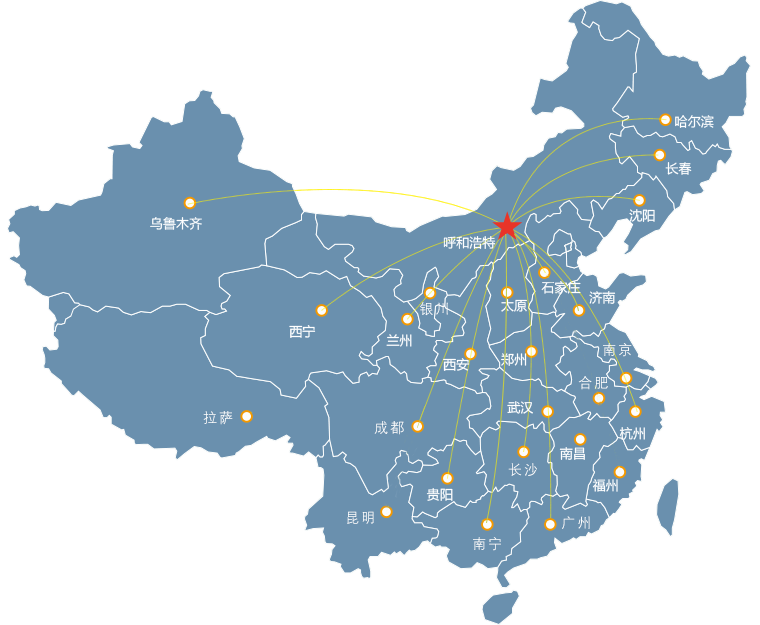 哈尔滨
长春
沈阳
乌鲁木齐
呼和浩特
石家庄
济南
银州
太原
西宁
兰州
南京
郑州
西安
合肥
武汉
拉萨
成都
杭州
南昌
长沙
福州
贵阳
昆明
广州
南宁